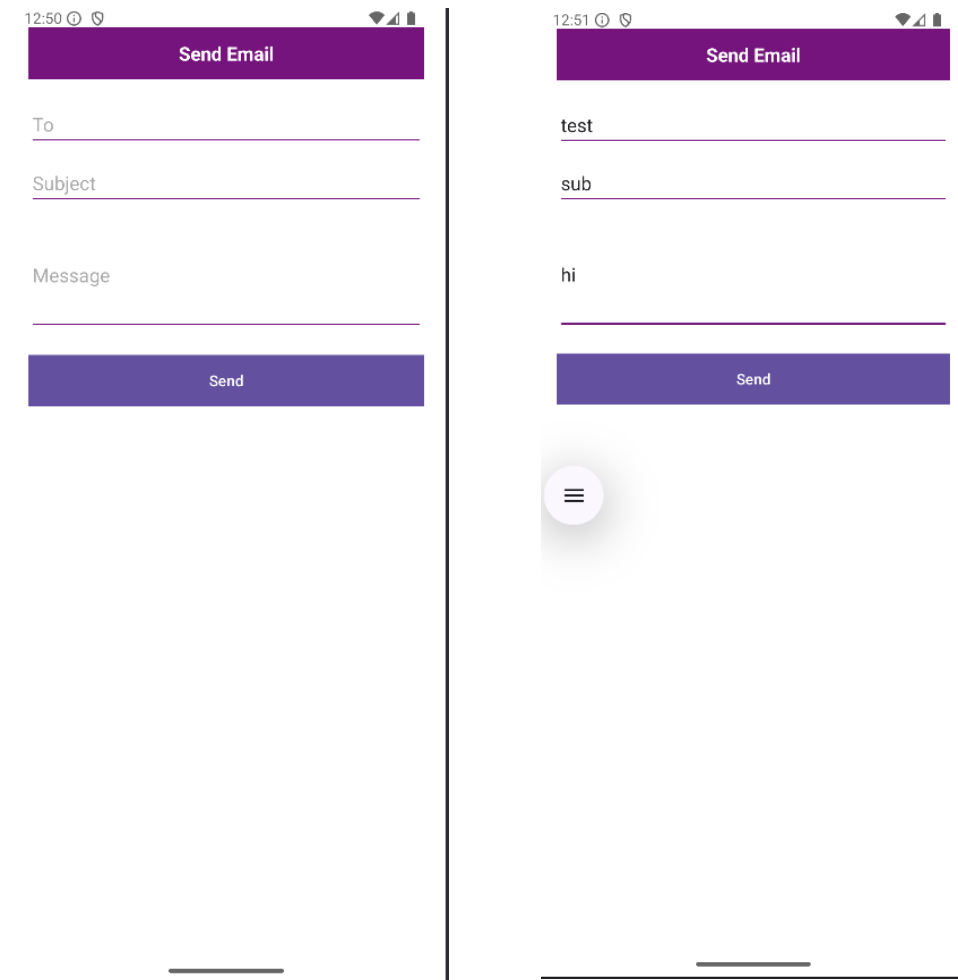 12:50
Send Email
To
Subject
Message
Send
12:51
Send Email
test
sub
hi
Send